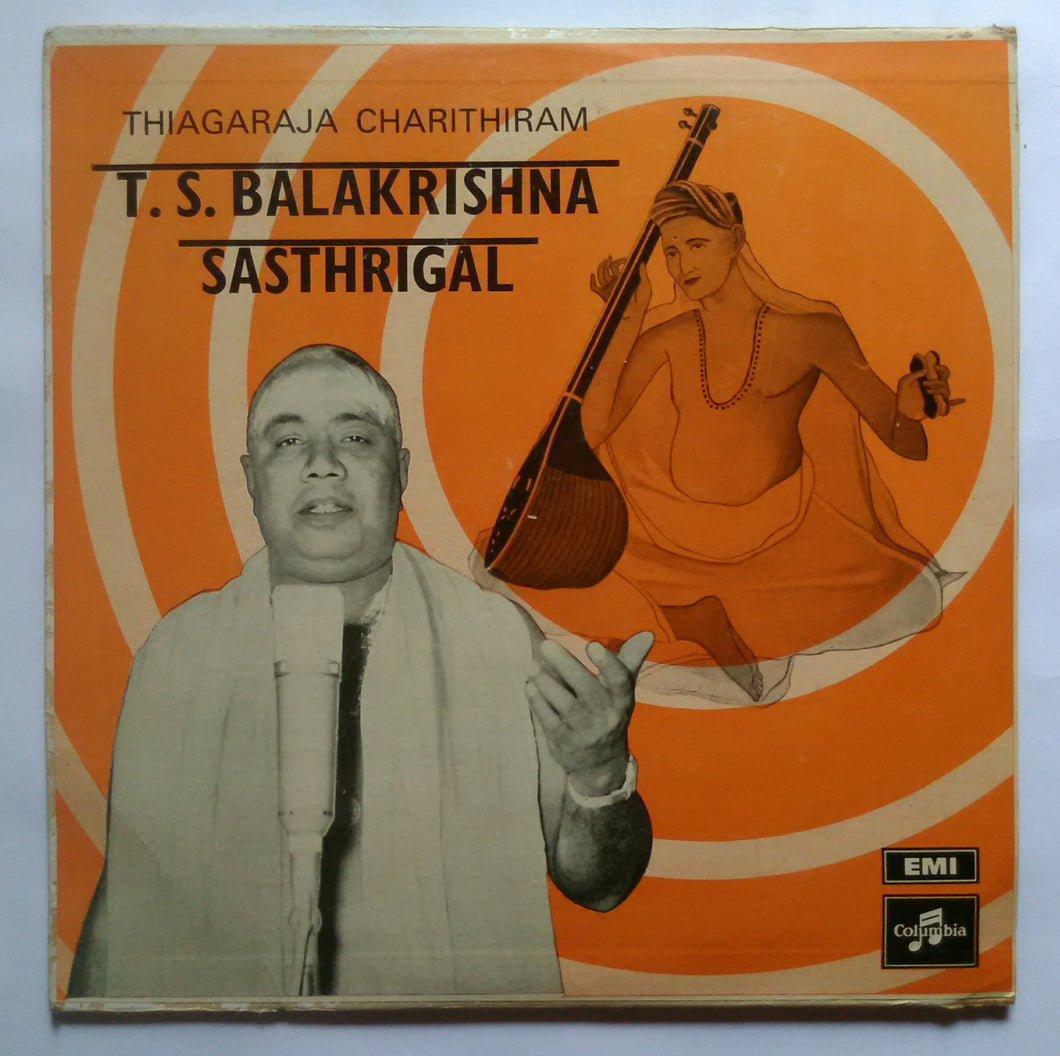 THIAGARAJA CHARITHIRAM
T. S. BALAKRISHNA
SASTHRIGAL
EMI
Columbia